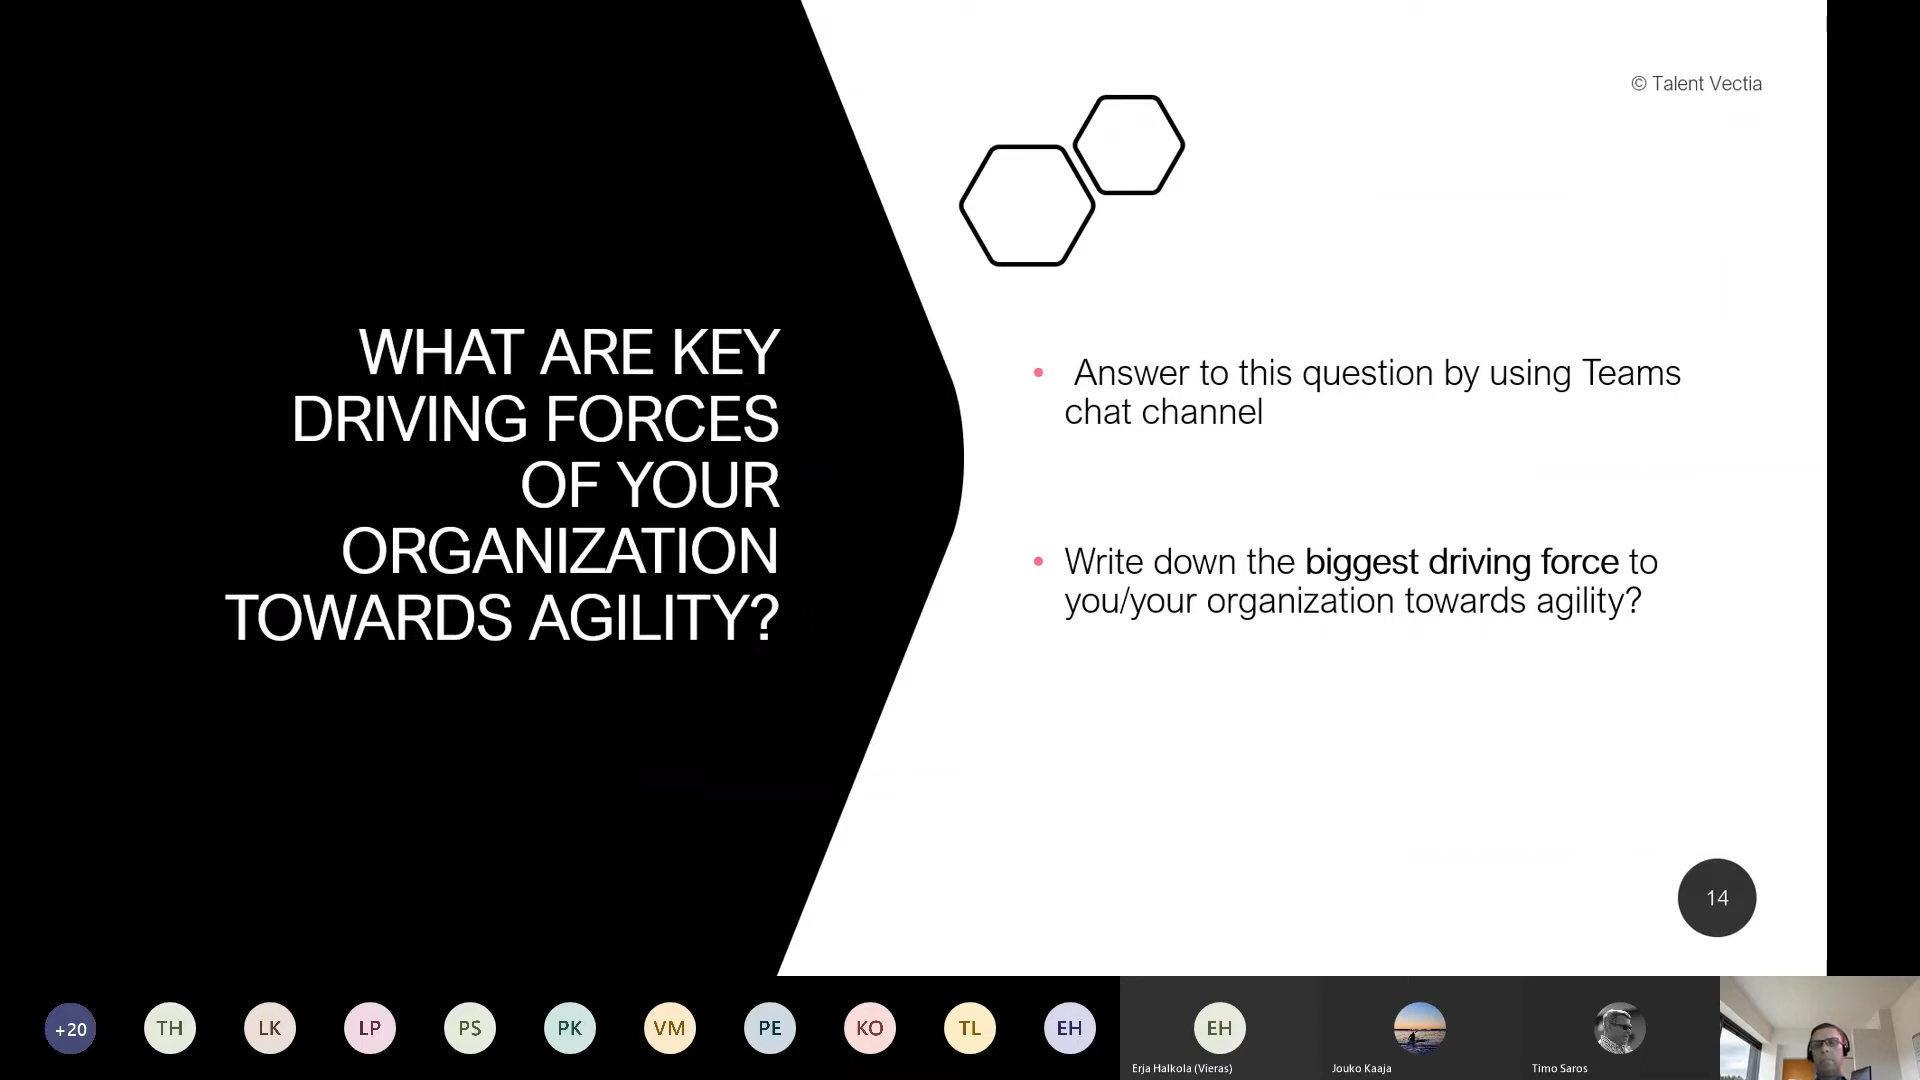 © Talent Vectia
WHAT ARE KEY
DRIVING FORCES
OF YOUR
ORGANIZATION
TOWARDS AGILITY?
• Answer to this question by using Teams
chat channel
• Write down the biggest driving force to
you/your organization towards agility?
14
+20
TH
LK
LP
PS
PK
VM
PE
KO
TL
EH
EH
Erja Halkola (Vieras)
Jouko Kaaja
Timo Saros